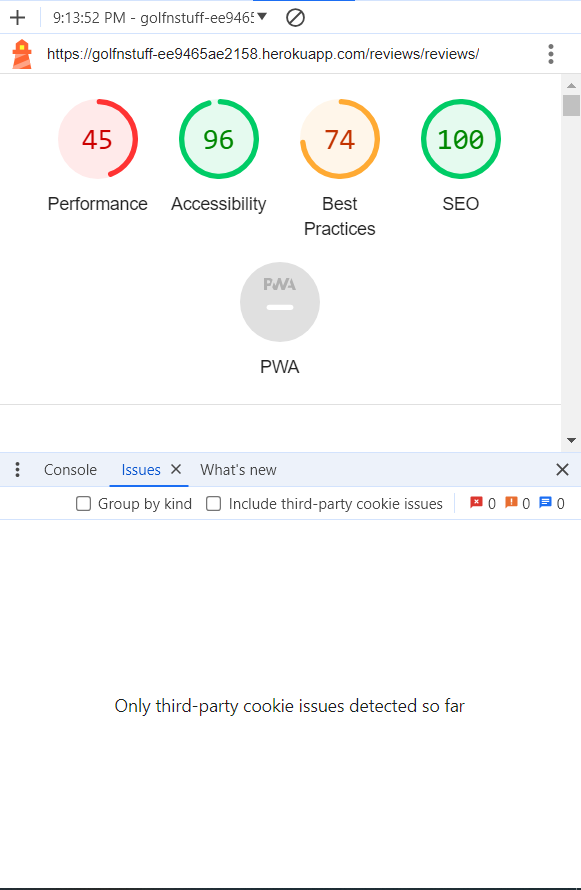 9:13:52 PM - golfnstuff-ee9465
https://golfnstuff-ee9465ae2158.herokuapp.com/reviews/reviews/
45 96 74 100
Performance Accessibility Best Practices SEO
PWA
PWA
Console Issues What's new
Group by kind Include third-party cookie issues 0 0 0
Only third-party cookie issues detected so far